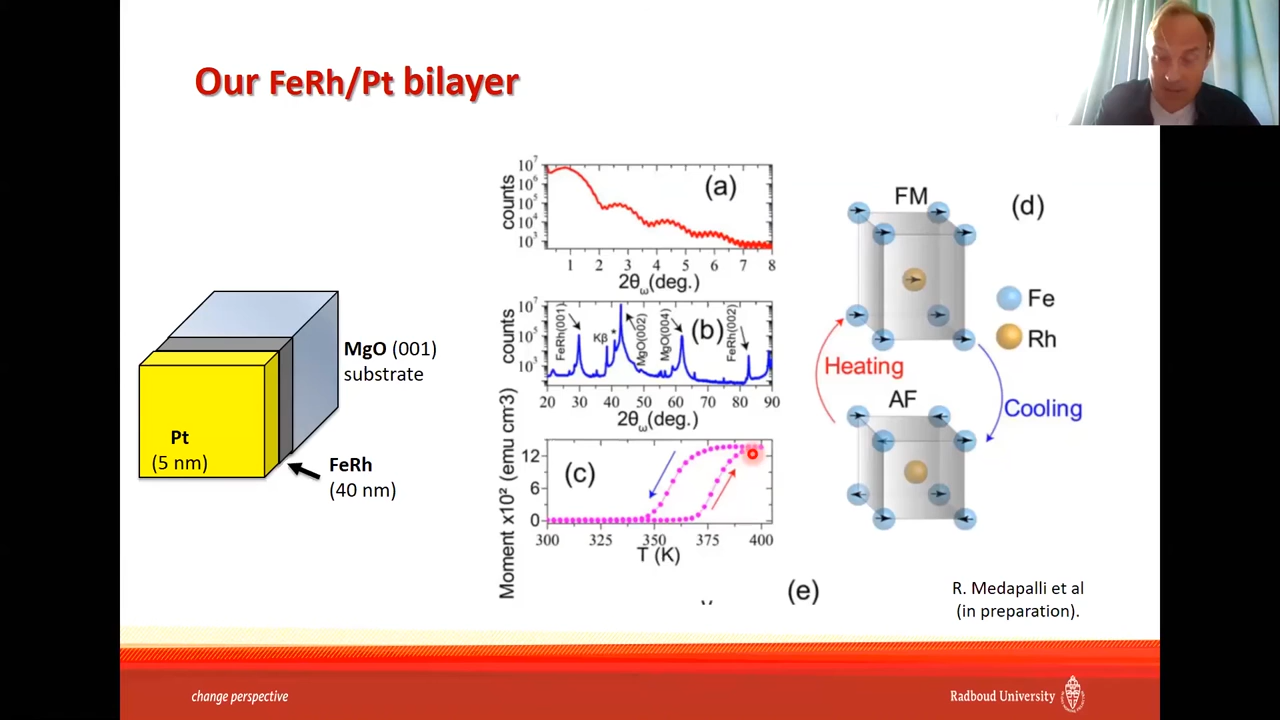 Our FeRh/Pt bilayer
MgO (001)
substrate
Pt
(5 nm)
FeRh
(40 nm)
(a)
counts
10⁷
10⁶
10⁵
10⁴
10³
1 2 3 4 5 6 7 8
2θω(deg.)
(b)
counts
10⁷
10⁵
10³
FeRh(001)
Kβ
*
MgO(002)
MgO(004)
FeRh(002)
20 30 40 50 60 70 80 90
2θω(deg.)
(c)
Moment x10² (emu cm^3)
12
6
0
300 325 350 375 400
T (K)
(d)
FM
Fe
Rh
Heating
AF
Cooling
(e)
R. Medapalli et al
(in preparation).
change perspective
Radboud University